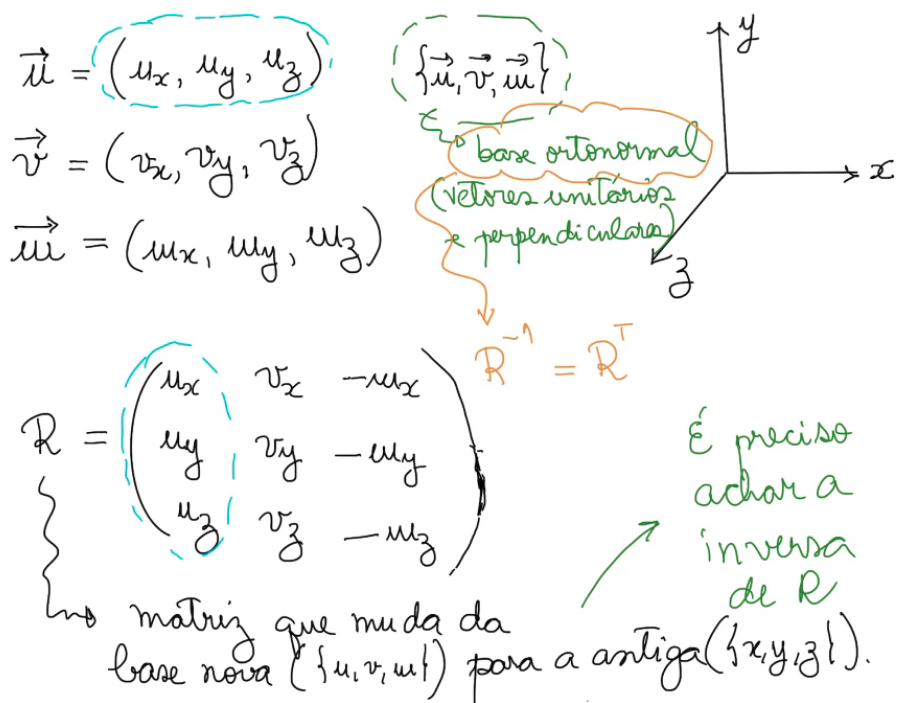 u⃗ = (ux, uy, uz)
v⃗ = (vx, vy, vz)
w⃗ = (wx, wy, wz)
{u⃗, v⃗, w⃗}
base ortonormal
(vetores unitários
e perpendiculares)
y
x
z
R⁻¹ = Rᵀ
R = (ux vx -wx
uy vy -wy
uz vz -wz)
É preciso
achar a
inversa
de R
matriz que muda da
base nova ({u, v, w}) para a antiga ({x, y, z}).